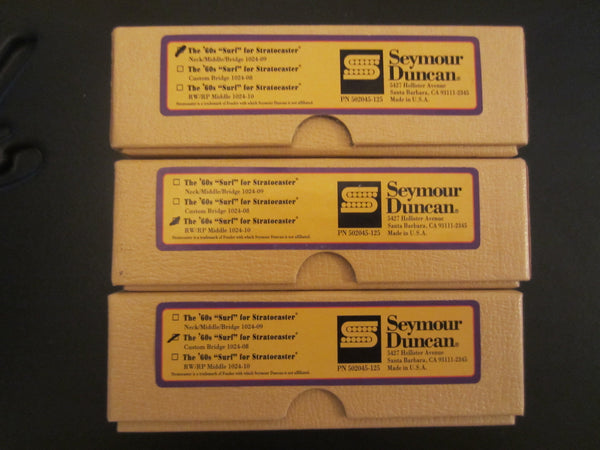 The '60s "Surf" for Stratocaster®
Neck/Middle/Bridge 1024-09
The '60s "Surf" for Stratocaster®
Custom Bridge 1024-08
The '60s "Surf" for Stratocaster®
RW/RP Middle 1024-10
Stratocaster is a trademark of Fender with which Seymour Duncan is not affiliated.
Seymour
Duncan®
5427 Hollister Avenue
Santa Barbara, CA 93111-2345
PN 502045-125 Made in U.S.A.
The '60s "Surf" for Stratocaster®
Neck/Middle/Bridge 1024-09
The '60s "Surf" for Stratocaster®
Custom Bridge 1024-08
The '60s "Surf" for Stratocaster®
RW/RP Middle 1024-10
Stratocaster is a trademark of Fender with which Seymour Duncan is not affiliated.
Seymour
Duncan®
5427 Hollister Avenue
Santa Barbara, CA 93111-2345
PN 502045-125 Made in U.S.A.
The '60s "Surf" for Stratocaster®
Neck/Middle/Bridge 1024-09
The '60s "Surf" for Stratocaster®
Custom Bridge 1024-08
The '60s "Surf" for Stratocaster®
RW/RP Middle 1024-10
Stratocaster is a trademark of Fender with which Seymour Duncan is not affiliated.
Seymour
Duncan®
5427 Hollister Avenue
Santa Barbara, CA 93111-2345
PN 502045-125 Made in U.S.A.